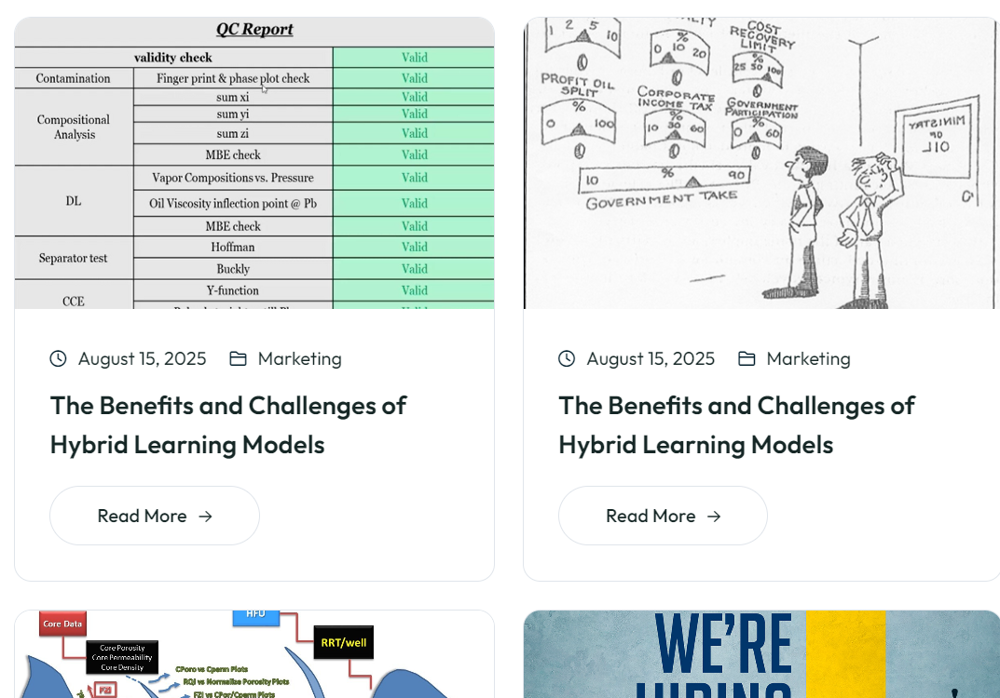 QC Report
validity check Valid
Contamination Finger print & phase plot check Valid
Compositional Analysis
sum xi Valid
sum yi Valid
sum zi Valid
MBE check Valid
DL
Vapor Compositions vs. Pressure Valid
Oil Viscosity inflection point @ Pb Valid
MBE check Valid
Separator test
Hoffman Valid
Buckly Valid
CCE
Y-function Valid
1 2 5 10
%
0 10 20
COST
RECOVERY
LIMIT
%
25 50 100
PROFIT OIL
SPLIT
%
0 100
CORPORATE
INCOME TAX
%
10 30 60
GOVERNMENT
PARTICIPATION
%
0 60
10 % 90
GOVERNMENT TAKE
MINISTRY
OF
OIL
August 15, 2025 Marketing
The Benefits and Challenges of
Hybrid Learning Models
Read More →
August 15, 2025 Marketing
The Benefits and Challenges of
Hybrid Learning Models
Read More →
Core Data
Core Porosity
Core Permeability
Core Density
HFU
RRT/well
CPoro vs Cperm Plots
RQI vs Normalise Porosity Plots
FZI vs CPor/Cperm Plots
FZI
WE'RE
HIRING